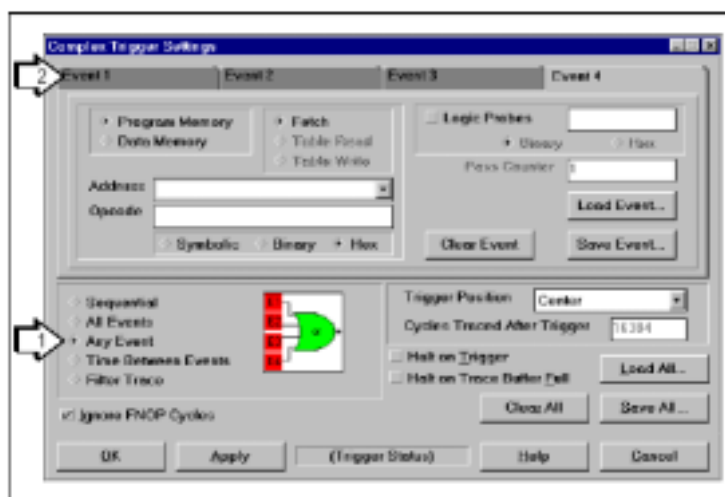 Complex Trigger Settings
2
Event 1
Event 2
Event 3
Event 4
Program Memory
Data Memory
Fetch
Table Read
Table Write
Logic Probes
Binary
Hex
Pass Counter
Address
Opcode
Symbolic
Binary
Hex
Load Event...
Clear Event
Save Event...
1
Sequential
All Events
Any Event
Time Between Events
Filter Trace
Trigger Position
Center
Cycles Traced After Trigger
16384
Halt on Trigger
Halt on Trace Buffer Full
Load All...
Ignore FNOP Cycles
Clear All
Save All...
OK
Apply
(Trigger Status)
Help
Cancel